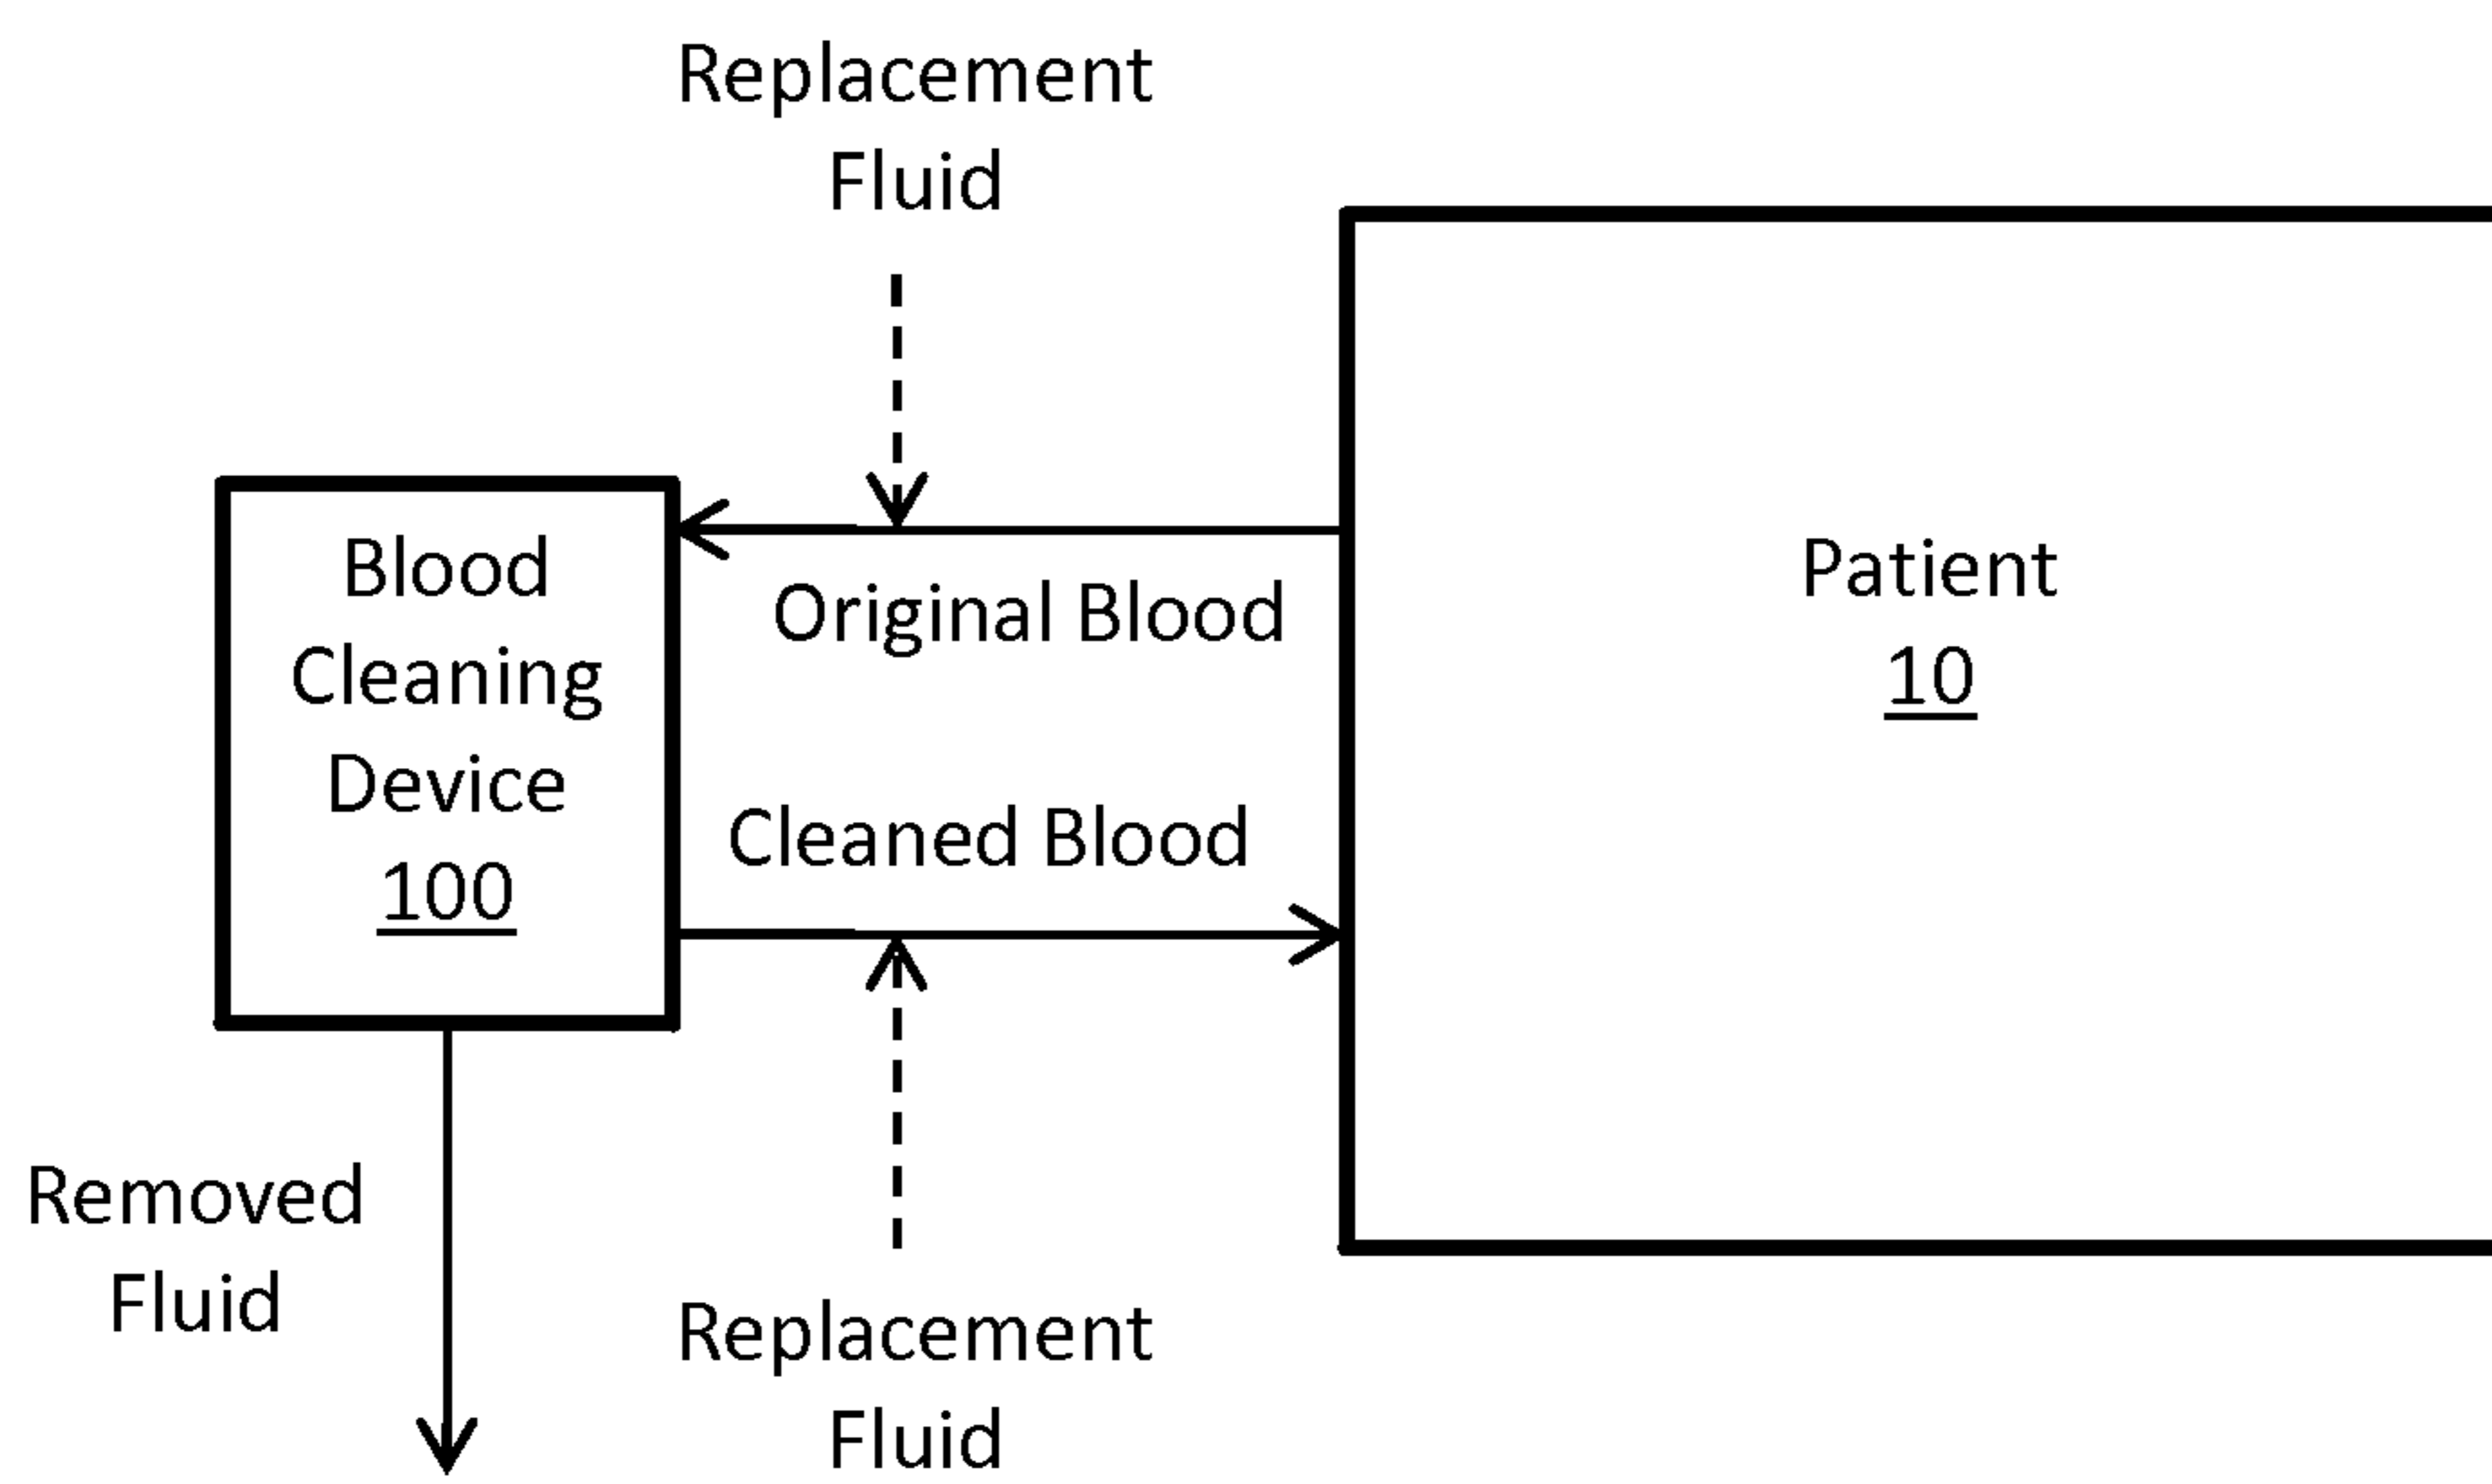 Replacement
Fluid
Blood
Cleaning
Device
100
Original Blood
Cleaned Blood
Patient
10
Removed
Fluid
Replacement
Fluid